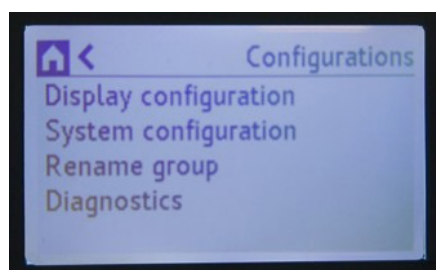 Configurations
Display configuration
System configuration
Rename group
Diagnostics